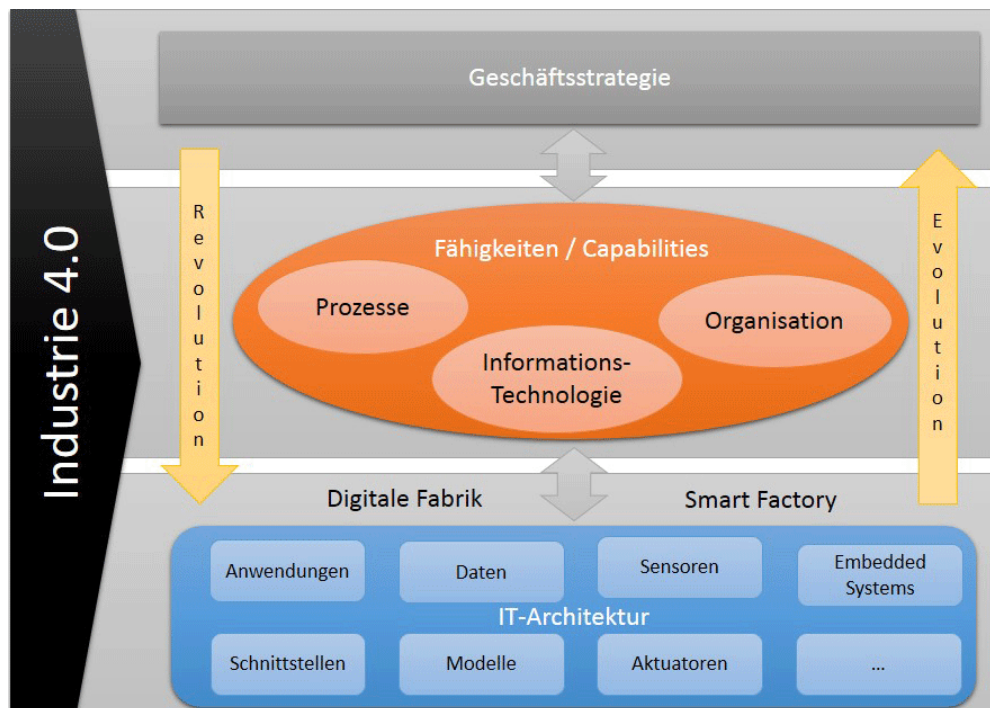 Industrie 4.0
Geschäftsstrategie
Revolution
Evolution
Fähigkeiten / Capabilities
Prozesse
Organisation
Informations-
Technologie
Digitale Fabrik
Smart Factory
Anwendungen
Daten
Sensoren
Embedded
Systems
IT-Architektur
Schnittstellen
Modelle
Aktuatoren
...